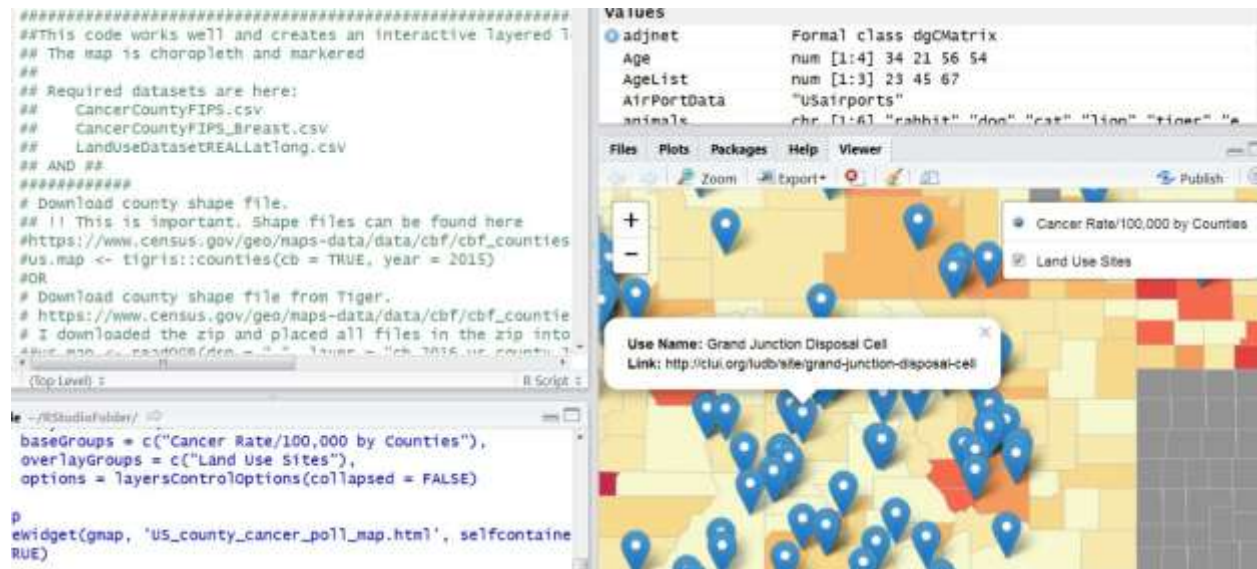 ##This code works well and creates an interactive layered
## The map is choropleth and markered
##
## Required datasets are here:
## CancerCountyFIPS.csv
## CancerCountyFIPS_Breast.csv
## LandUseDatasetREALLatlong.csv
## AND ##
############
# Download county shape file.
## !! This is important. Shape files can be found here
#https://www.census.gov/geo/maps-data/data/cbf/cbf_counties
#us.map <- tigris::counties(cb = TRUE, year = 2015)
#OR
# Download county shape file from Tiger.
# https://www.census.gov/geo/maps-data/data/cbf/cbf_countie
# I downloaded the zip and placed all files in the zip into
(Top Level)
R Script
~/RStudioFolder/
baseGroups = c("Cancer Rate/100,000 by Counties"),
overlayGroups = c("Land Use Sites"),
options = layersControlOptions(collapsed = FALSE)
p
eWidget(gmap, 'US_county_cancer_poll_map.html', selfcontaine
RUE)
Values
adjnet Formal class dgCMatrix
Age num [1:4] 34 21 56 54
AgeList num [1:3] 23 45 67
AirPortData "USairports"
animals chr [1:6] "rabbit" "dog" "cat" "lion" "tiger" "e
Files Plots Packages Help Viewer
Zoom Export Publish
+
−
Cancer Rate/100,000 by Counties
Land Use Sites
Use Name: Grand Junction Disposal Cell
Link: http://clui.org/ludb/site/grand-junction-disposal-cell